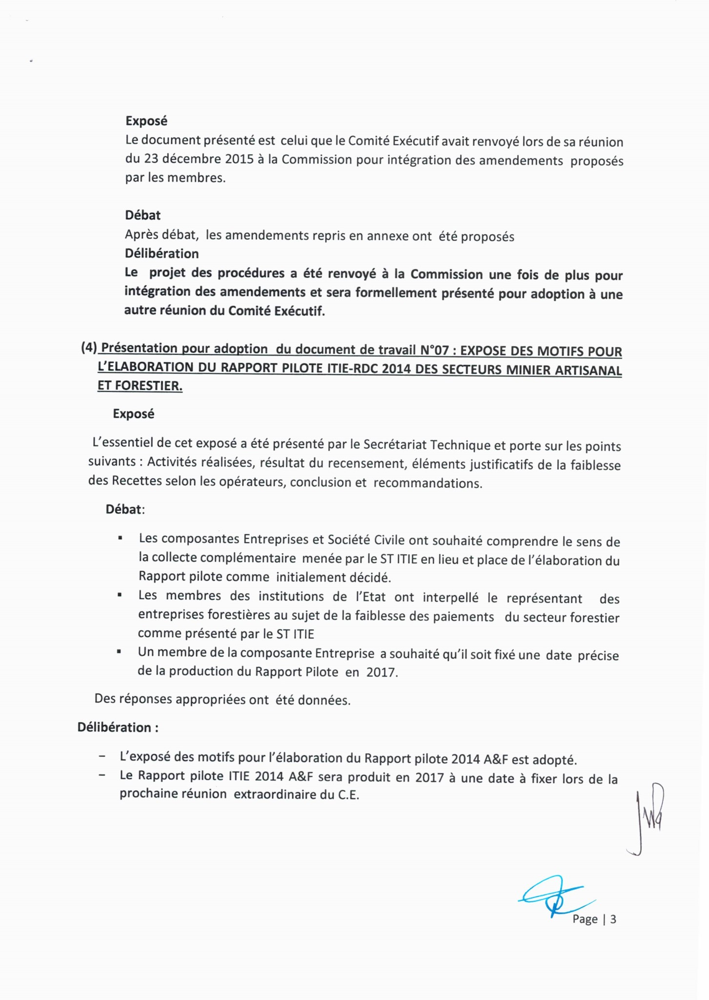 Exposé
Le document présenté est celui que le Comité Exécutif avait renvoyé lors de sa réunion
du 23 décembre 2015 à la Commission pour intégration des amendements proposés
par les membres.
Débat
Après débat, les amendements repris en annexe ont été proposés
Délibération
Le projet des procédures a été renvoyé à la Commission une fois de plus pour
intégration des amendements et sera formellement présenté pour adoption à une
autre réunion du Comité Exécutif.
(4) Présentation pour adoption du document de travail N°07 : EXPOSE DES MOTIFS POUR
L'ELABORATION DU RAPPORT PILOTE ITIE-RDC 2014 DES SECTEURS MINIER ARTISANAL
ET FORESTIER.
Exposé
L'essentiel de cet exposé a été présenté par le Secrétariat Technique et porte sur les points
suivants : Activités réalisées, résultat du recensement, éléments justificatifs de la faiblesse
des Recettes selon les opérateurs, conclusion et recommandations.
Débat:
▪ Les composantes Entreprises et Société Civile ont souhaité comprendre le sens de
la collecte complémentaire menée par le ST ITIE en lieu et place de l'élaboration du
Rapport pilote comme initialement décidé.
▪ Les membres des institutions de l'Etat ont interpellé le représentant des
entreprises forestières au sujet de la faiblesse des paiements du secteur forestier
comme présenté par le ST ITIE
▪ Un membre de la composante Entreprise a souhaité qu'il soit fixé une date précise
de la production du Rapport Pilote en 2017.
Des réponses appropriées ont été données.
Délibération :
– L'exposé des motifs pour l'élaboration du Rapport pilote 2014 A&F est adopté.
– Le Rapport pilote ITIE 2014 A&F sera produit en 2017 à une date à fixer lors de la
prochaine réunion extraordinaire du C.E.
Page | 3